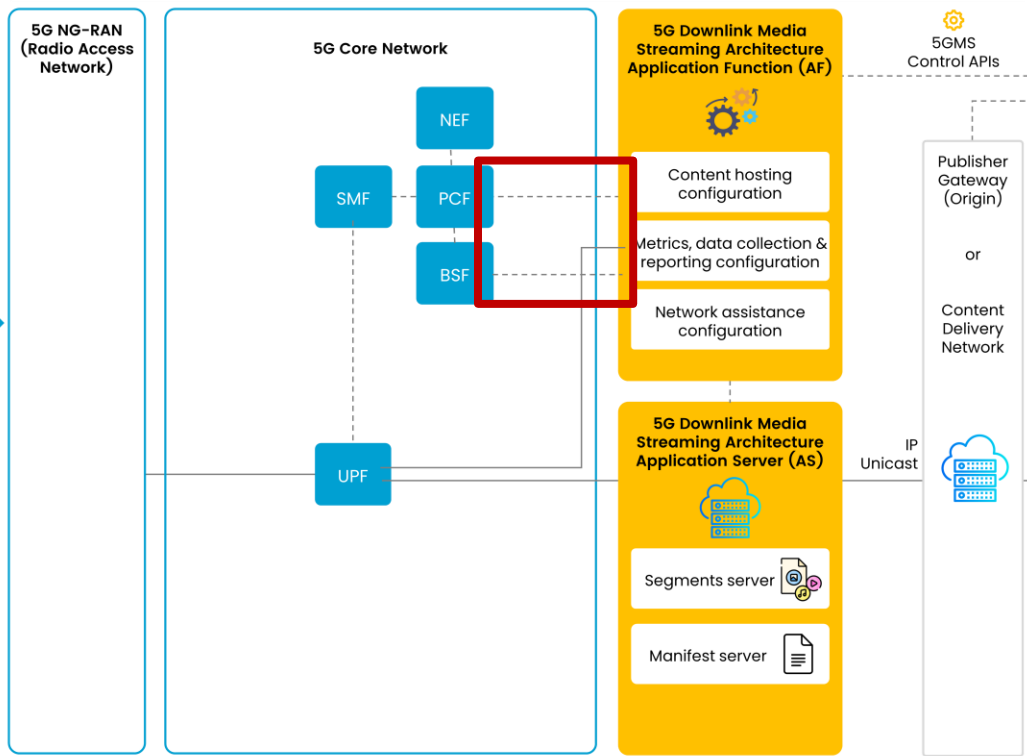 5G NG-RAN
(Radio Access
Network)
5G Core Network
NEF
SMF
PCF
BSF
UPF
5G Downlink Media
Streaming Architecture
Application Function (AF)
Content hosting
configuration
Metrics, data collection &
reporting configuration
Network assistance
configuration
5G Downlink Media
Streaming Architecture
Application Server (AS)
Segments server
Manifest server
5GMS
Control APIs
IP
Unicast
Publisher
Gateway
(Origin)
or
Content
Delivery
Network